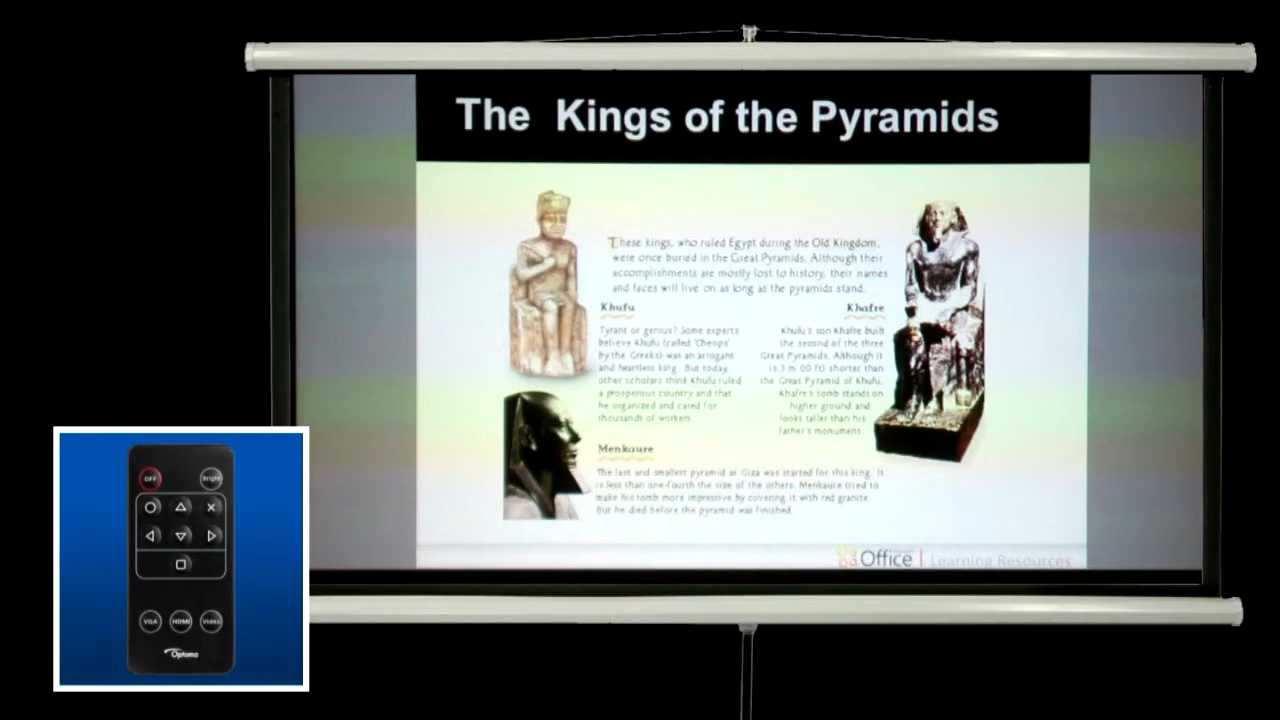 The Kings of the Pyramids
These kings, who ruled Egypt during the Old Kingdom,
were once buried in the Great Pyramids. Although their
accomplishments are mostly lost to history, their names
and faces will live on as long as the pyramids stand.
Khufu
Tyrant or genius? Some experts
believe Khufu (called 'Cheops'
by the Greeks) was an arrogant
and heartless king. But today,
other scholars think Khufu ruled
a prosperous country and that
he organized and cared for
thousands of workers
Khafre
Khufu's son Khafre built
the second of the three
Great Pyramids. Although it
is 3 m (10 ft) shorter than
the Great Pyramid of Khufu,
Khafre's tomb stands on
higher ground and
looks taller than his
father's monument.
Menkaure
The last and smallest pyramid at Giza was started for this king. It
is less than one-fourth the size of the others. Menkaure tried to
make his tomb more impressive by covering it with red granite.
But he died before the pyramid was finished.
Office | Learning Resources
OFF Bright
VGA HDMI Video
Optoma